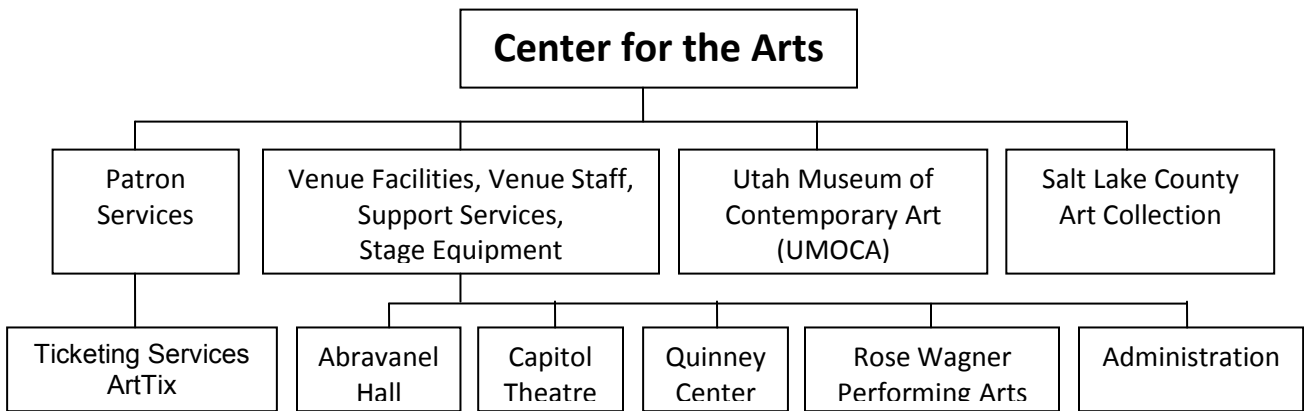 Center for the Arts
Patron
Services
Venue Facilities, Venue Staff,
Support Services,
Stage Equipment
Utah Museum of
Contemporary Art
(UMOCA)
Salt Lake County
Art Collection
Ticketing Services
ArtTix
Abravanel
Hall
Capitol
Theatre
Quinney
Center
Rose Wagner
Performing Arts
Administration